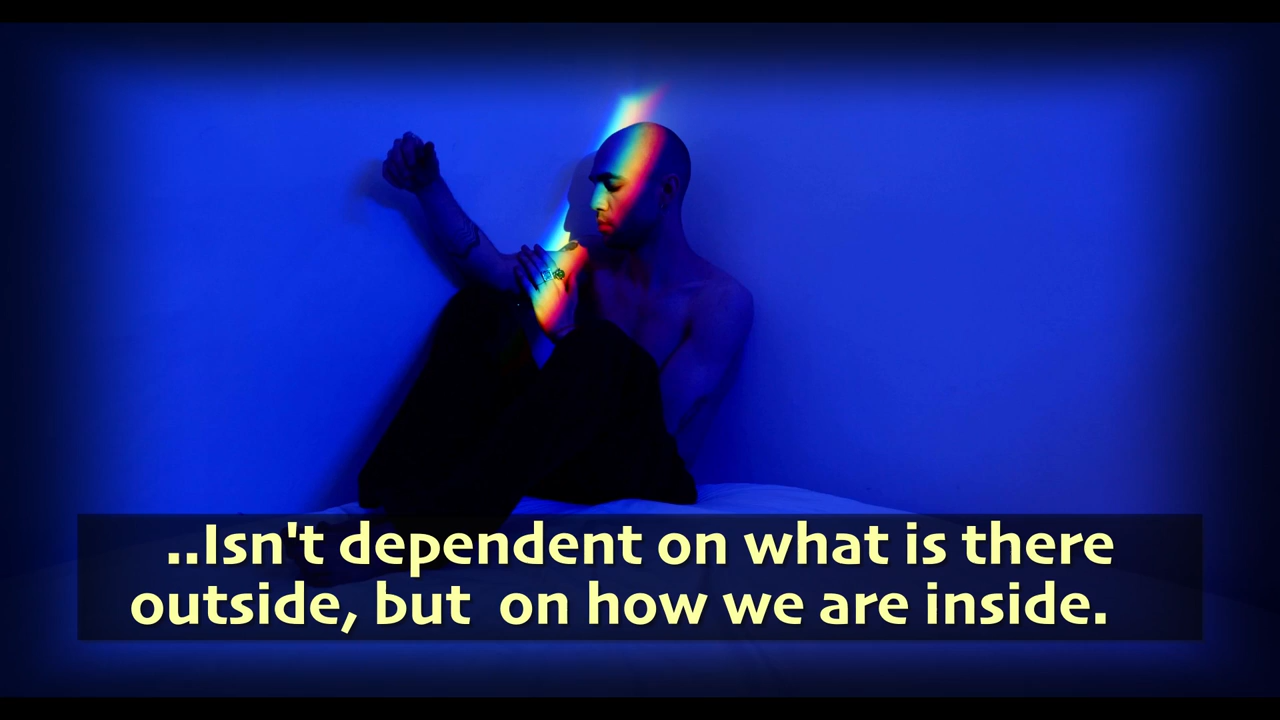 ..Isn't dependent on what is there
outside, but  on how we are inside.